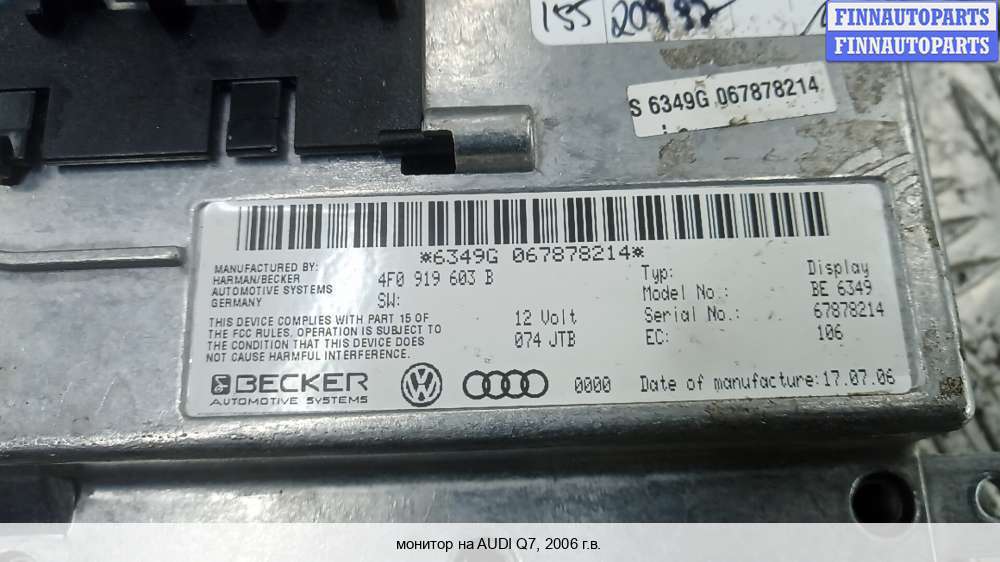 155 20937
FINNAUTOPARTS
FINNAUTOPARTS
S 6349G 067878214
*6349G 067878214*
MANUFACTURED BY:
HARMAN/BECKER
AUTOMOTIVE SYSTEMS
GERMANY
4F0 919 603 B
SW:
Typ: Display
Model No.: BE 6349
Serial No.: 67878214
EC: 106
THIS DEVICE COMPLIES WITH PART 15 OF
THE FCC RULES. OPERATION IS SUBJECT TO
THE CONDITION THAT THIS DEVICE DOES
NOT CAUSE HARMFUL INTERFERENCE.
12 Volt
074 JTB
BECKER
AUTOMOTIVE SYSTEMS
0000
Date of manufacture:17.07.06
монитор на AUDI Q7, 2006 г.в.